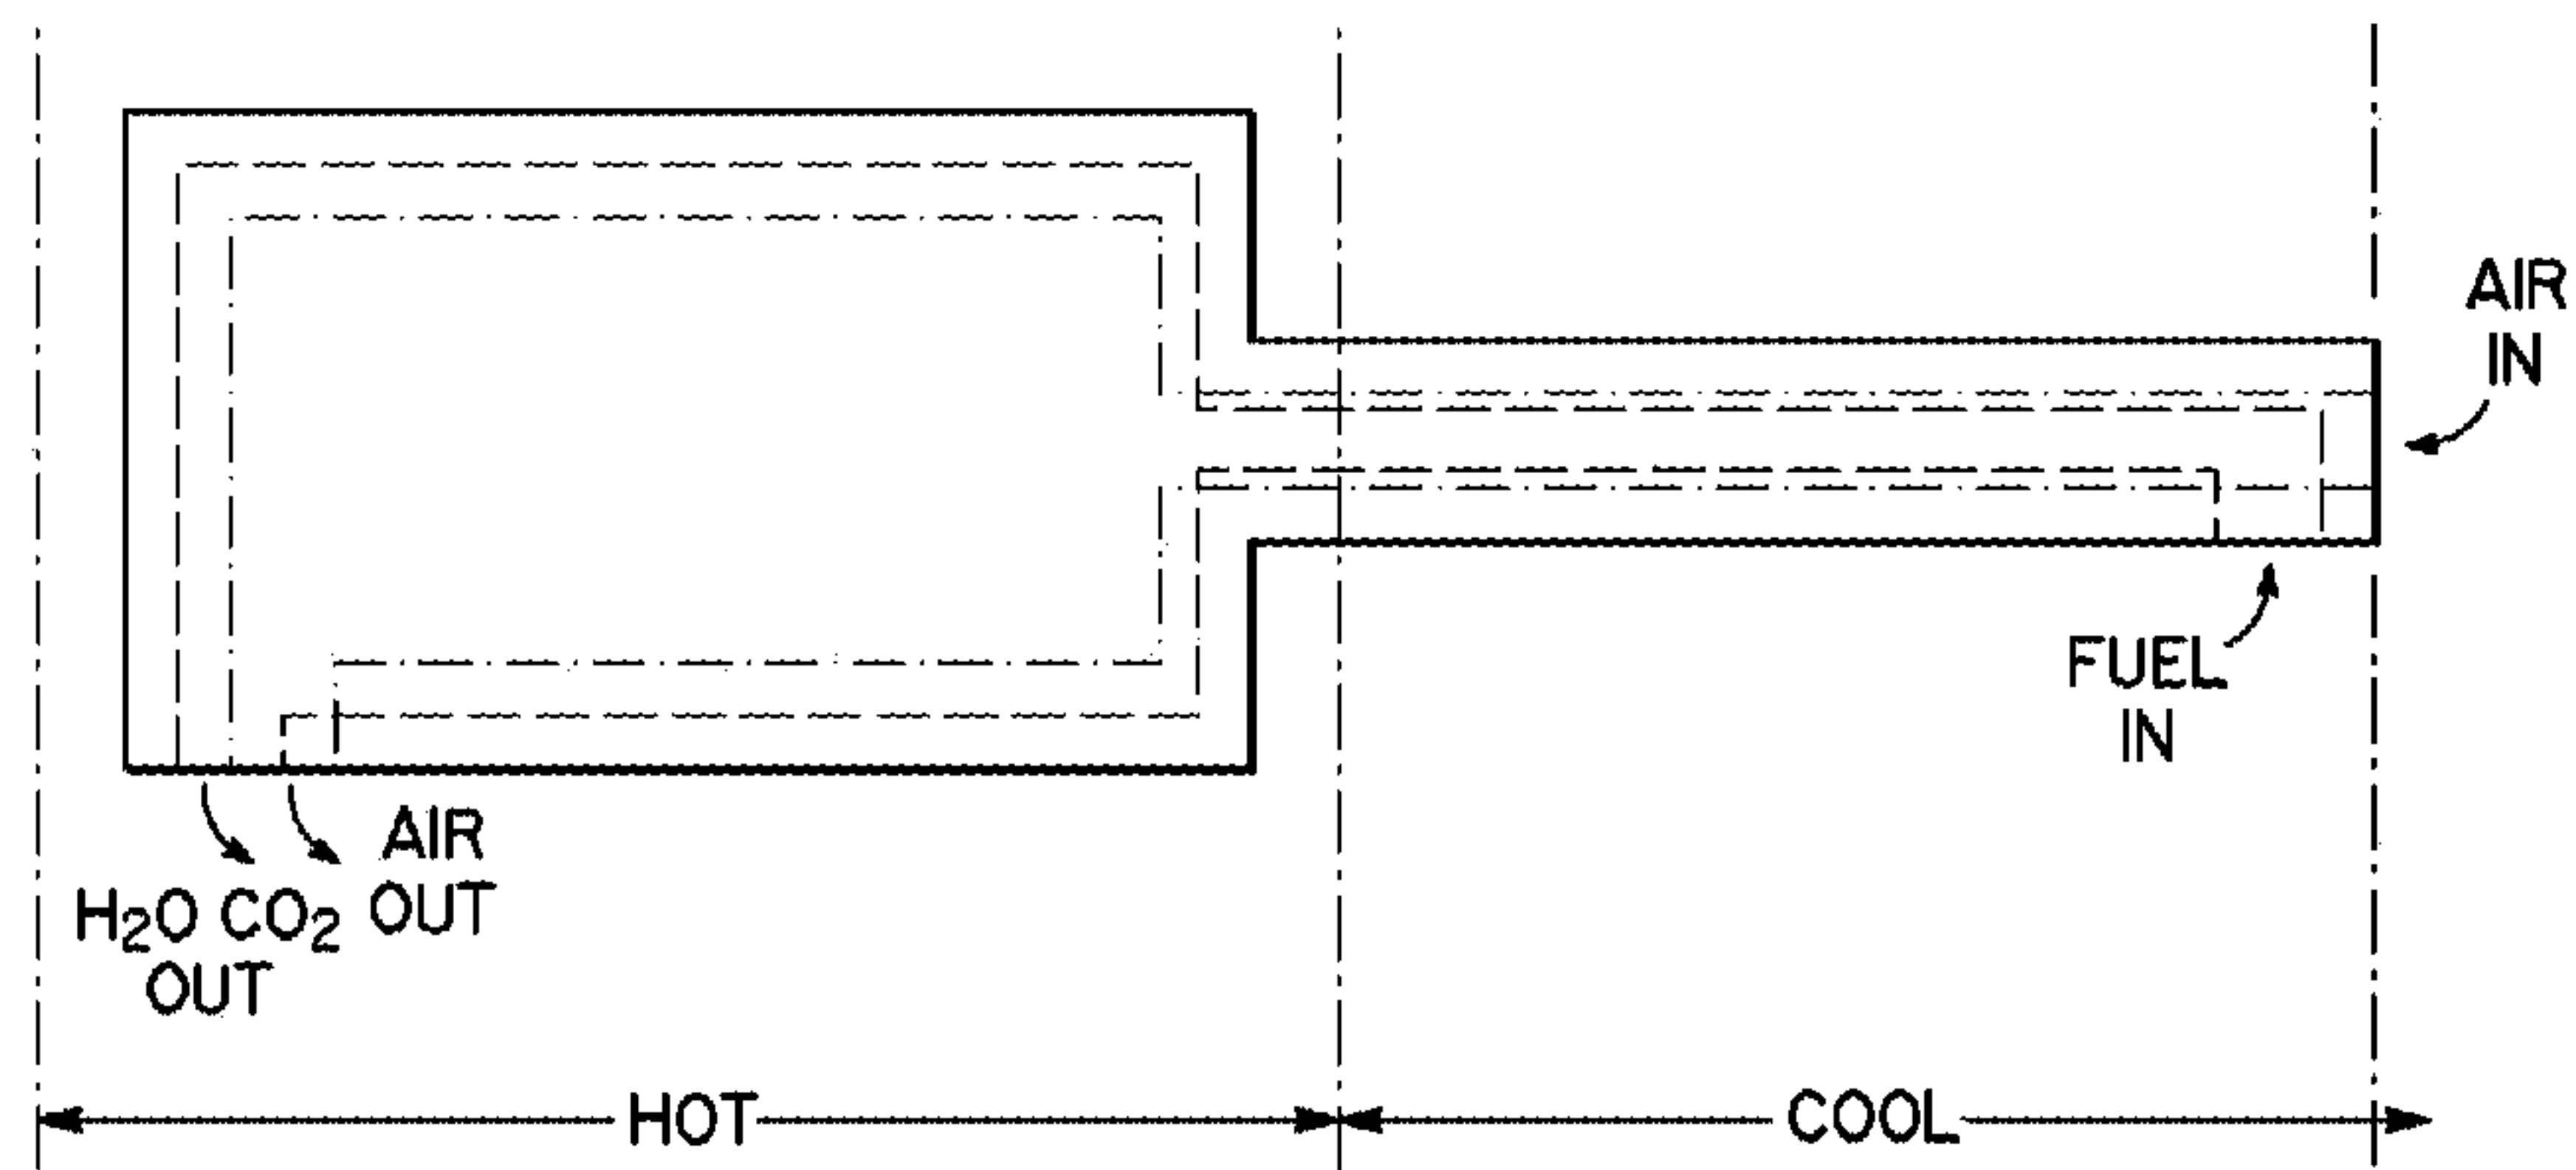 AIR
IN
FUEL
IN
AIR
OUT
H₂O CO₂
OUT
HOT
COOL